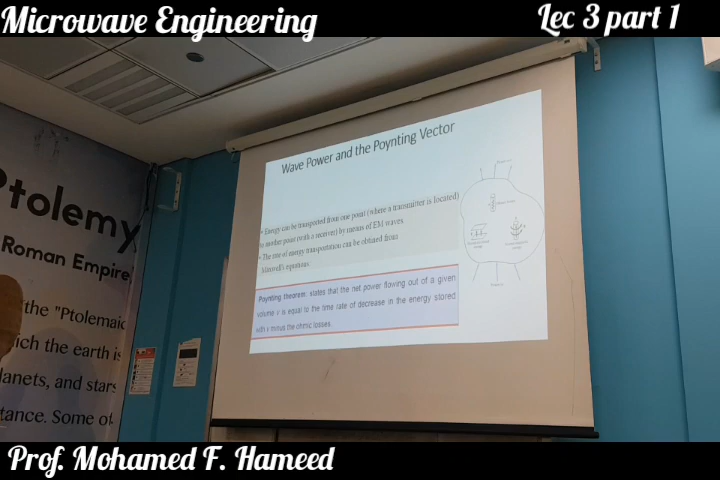 Microwave Engineering
Lec 3 part 1
Wave Power and the Poynting Vector
• Energy can be transported from one point (where a transmitter is located)
to another point (with a receiver) by means of EM waves.
• The rate of energy transportation can be obtained from
Maxwell's equations
Poynting theorem: states that the net power flowing out of a given
volume v is equal to the time rate of decrease in the energy stored
with v minus the ohmic losses.
Ptolemy
Roman Empire
the "Ptolemaic
ich the earth is
lanets, and stars
tance. Some of
Prof. Mohamed F. Hameed